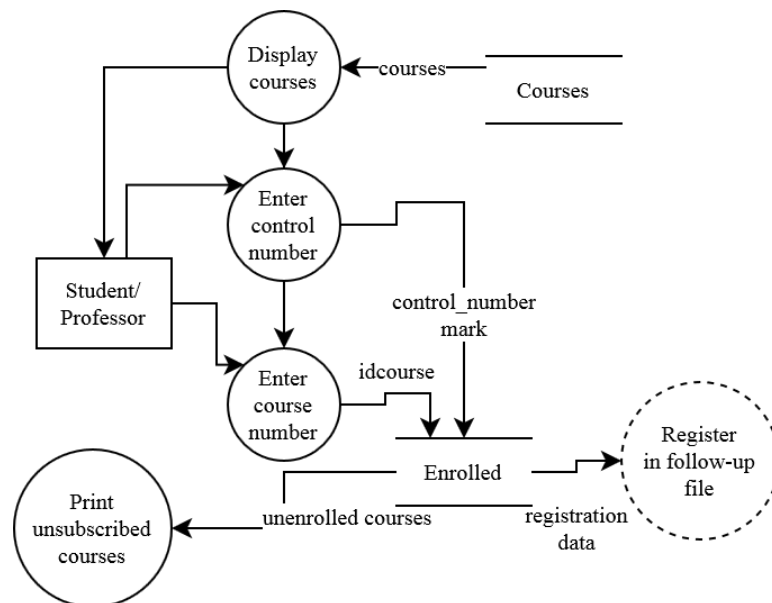 Display
courses
courses
Courses
Enter
control
number
Student/
Professor
control_number
mark
idcourse
Enter
course
number
Register
in follow-up
file
Enrolled
Print
unsubscribed
courses
unenrolled courses
registration
data